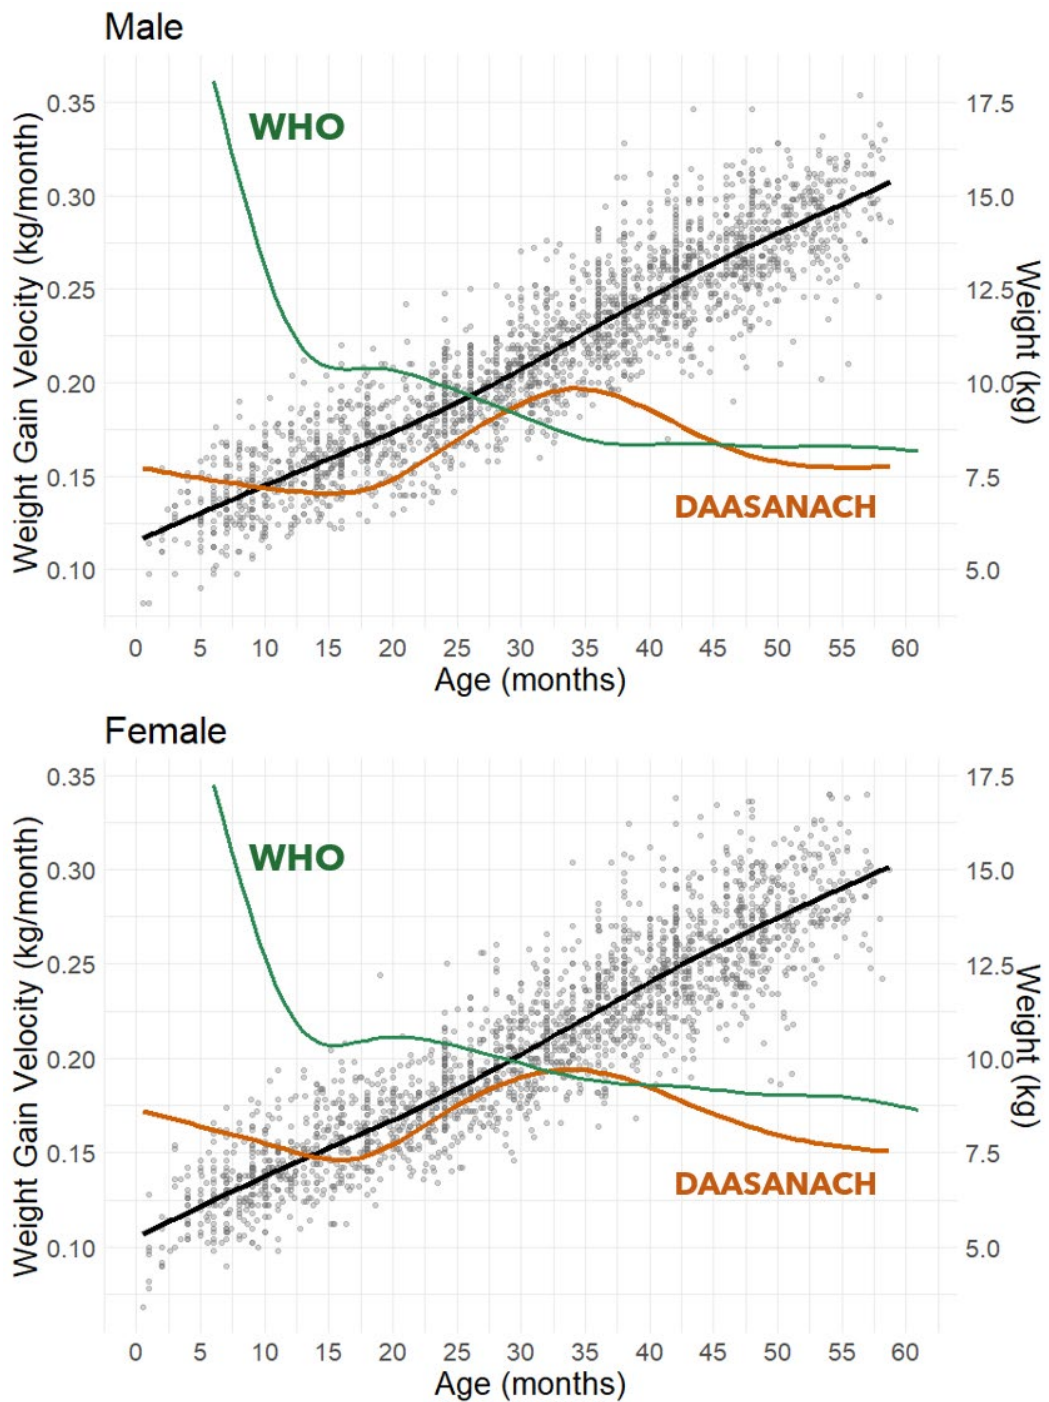 Male
Weight Gain Velocity (kg/month)
0.35
0.30
0.25
0.20
0.15
0.10
WHO
DAASANACH
17.5
15.0
12.5
10.0
7.5
5.0
Weight (kg)
0 5 10 15 20 25 30 35 40 45 50 55 60
Age (months)
Female
Weight Gain Velocity (kg/month)
0.35
0.30
0.25
0.20
0.15
0.10
WHO
DAASANACH
17.5
15.0
12.5
10.0
7.5
5.0
Weight (kg)
0 5 10 15 20 25 30 35 40 45 50 55 60
Age (months)